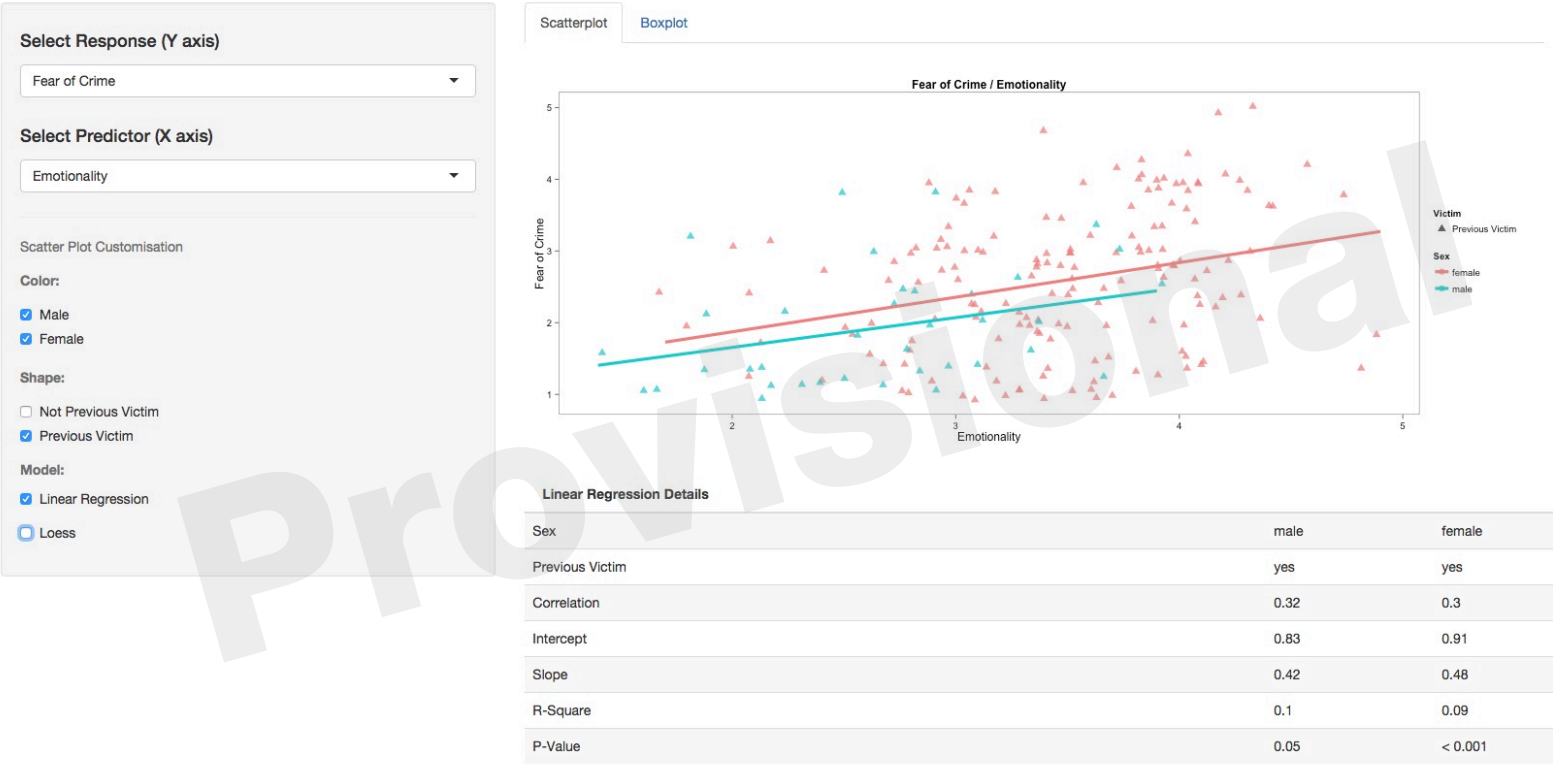 Select Response (Y axis)
Fear of Crime
Select Predictor (X axis)
Emotionality
Scatter Plot Customisation
Color:
Male
Female
Shape:
Not Previous Victim
Previous Victim
Model:
Linear Regression
Loess
Scatterplot Boxplot
Fear of Crime / Emotionality
Fear of Crime
5
4
3
2
1
2 3 4 5
Emotionality
Victim
Previous Victim
Sex
female
male
Linear Regression Details
Sex male female
Previous Victim yes yes
Correlation 0.32 0.3
Intercept 0.83 0.91
Slope 0.42 0.48
R-Square 0.1 0.09
P-Value 0.05 < 0.001
Provisional